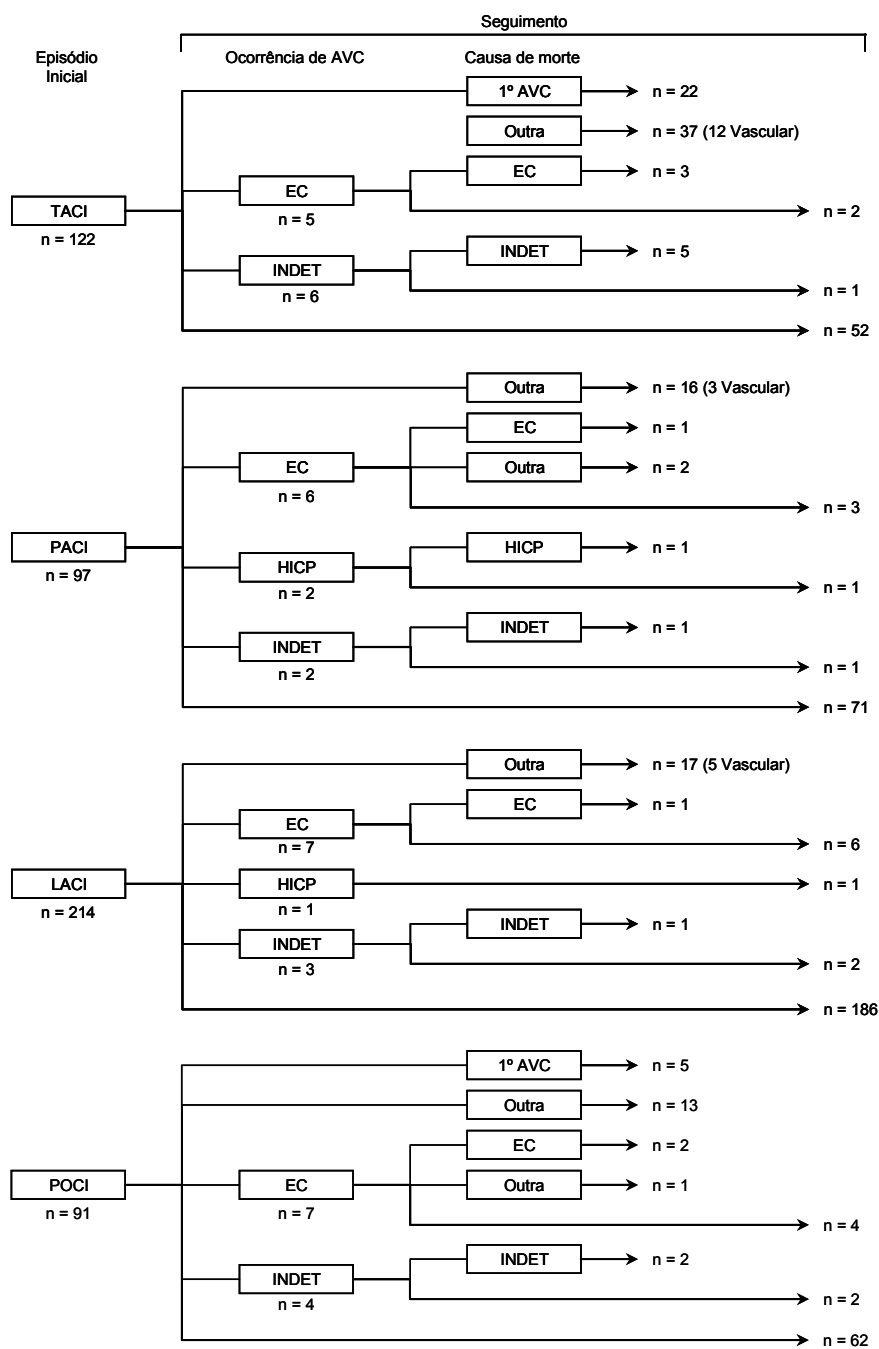 Seguimento
Episódio
Inicial
Ocorrência de AVC
Causa de morte
1º AVC
n = 22
Outra
n = 37 (12 Vascular)
EC
n = 5
EC
n = 3
n = 2
TACI
n = 122
INDET
n = 6
INDET
n = 5
n = 1
n = 52
Outra
n = 16 (3 Vascular)
EC
n = 1
EC
n = 6
Outra
n = 2
n = 3
PACI
n = 97
HICP
n = 2
HICP
n = 1
n = 1
INDET
n = 2
INDET
n = 1
n = 1
n = 71
Outra
n = 17 (5 Vascular)
EC
n = 7
EC
n = 1
n = 6
LACI
n = 214
HICP
n = 1
n = 1
INDET
n = 3
INDET
n = 1
n = 2
n = 186
1º AVC
n = 5
Outra
n = 13
EC
n = 2
POCI
n = 91
EC
n = 7
Outra
n = 1
n = 4
INDET
n = 4
INDET
n = 2
n = 2
n = 62